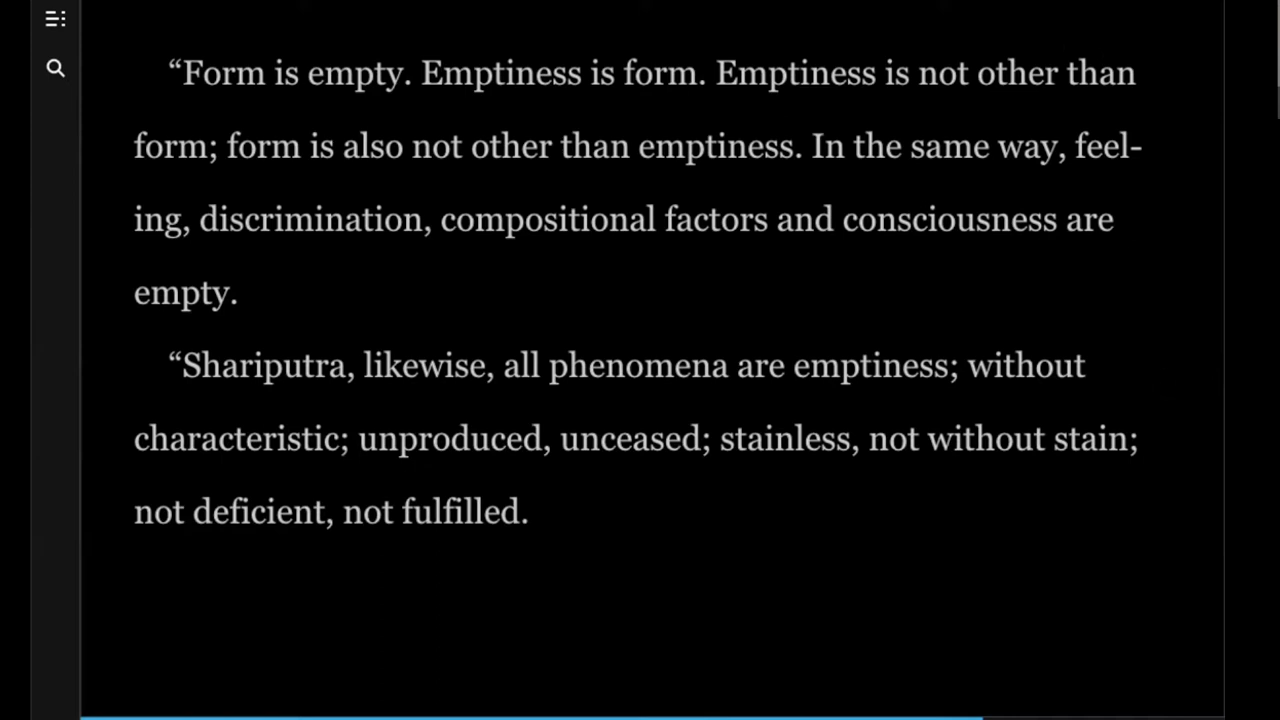 “Form is empty. Emptiness is form. Emptiness is not other than
form; form is also not other than emptiness. In the same way, feel-
ing, discrimination, compositional factors and consciousness are
empty.
“Shariputra, likewise, all phenomena are emptiness; without
characteristic; unproduced, unceased; stainless, not without stain;
not deficient, not fulfilled.